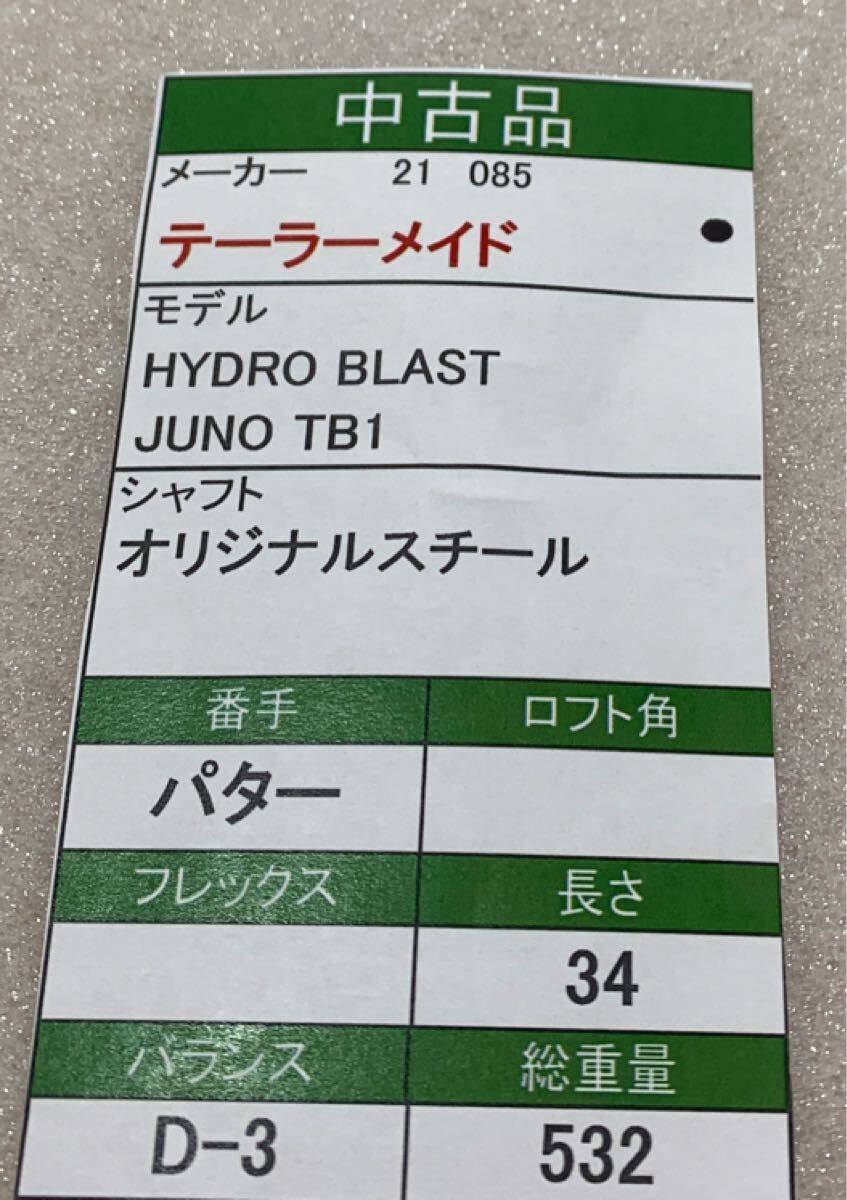 中古品
メーカー 21 085
テーラーメイド
モデル
HYDRO BLAST
JUNO TB1
シャフト
オリジナルスチール
番手 ロフト角
パター
フレックス 長さ
34
バランス 総重量
D-3 532